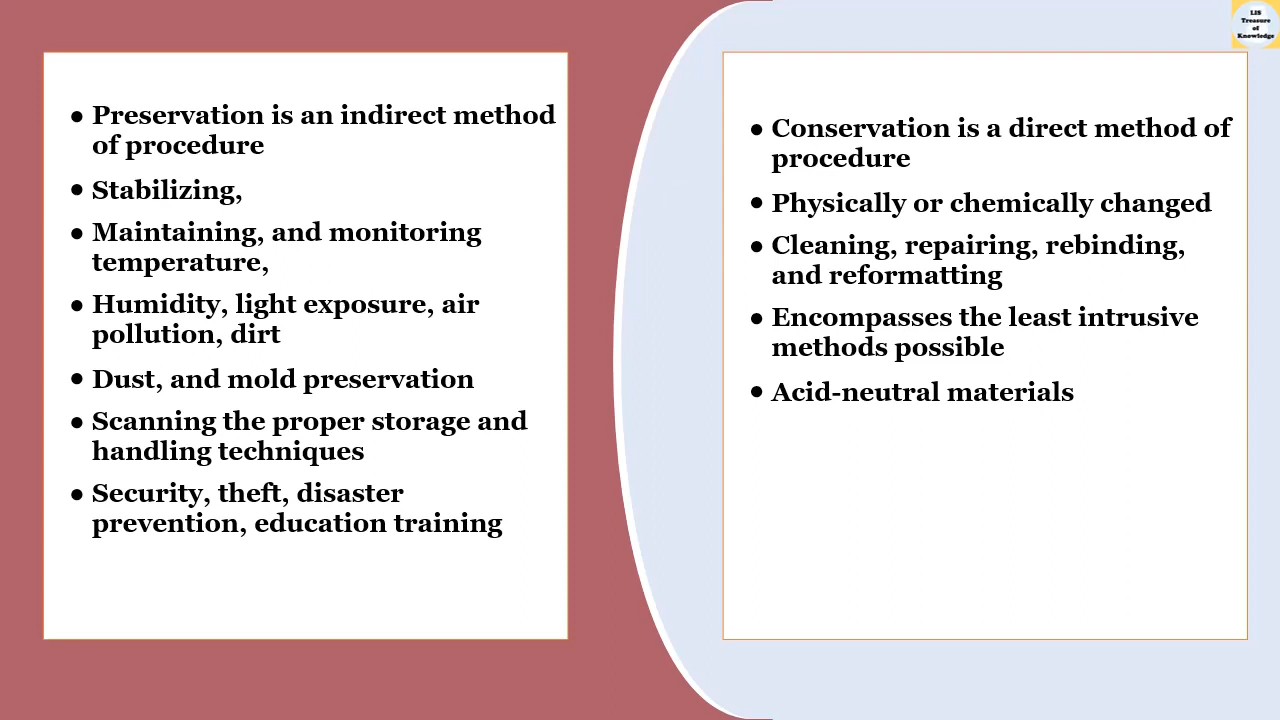 ● Preservation is an indirect method
of procedure
● Stabilizing,
● Maintaining, and monitoring
temperature,
● Humidity, light exposure, air
pollution, dirt
● Dust, and mold preservation
● Scanning the proper storage and
handling techniques
● Security, theft, disaster
prevention, education training
● Conservation is a direct method of
procedure
● Physically or chemically changed
● Cleaning, repairing, rebinding,
and reformatting
● Encompasses the least intrusive
methods possible
● Acid-neutral materials
LIS
Treasure
of
Knowledge